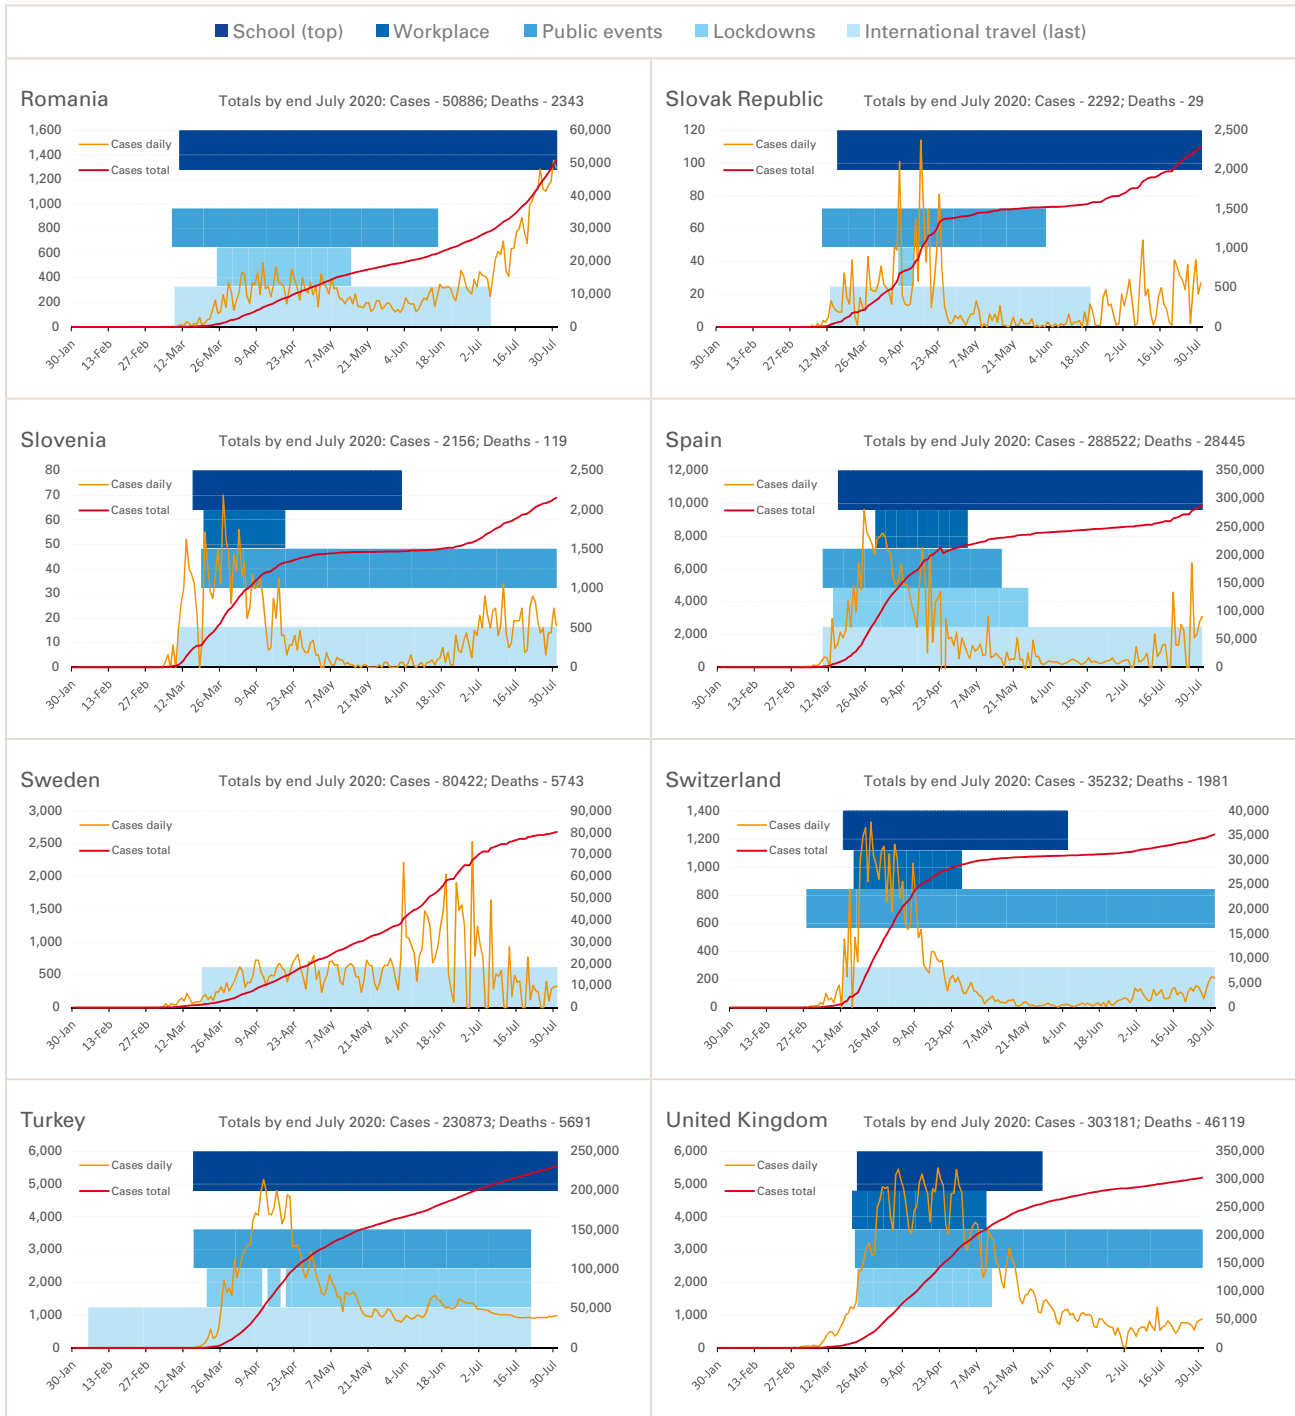 School (top) Workplace Public events Lockdowns International travel (last)
Romania Totals by end July 2020: Cases - 50886; Deaths - 2343
1,600 1,400 1,200 1,000 800 600 400 200 0
Cases daily
Cases total
60,000 50,000 40,000 30,000 20,000 10,000 0
30-Jan 13-Feb 27-Feb 12-Mar 26-Mar 9-Apr 23-Apr 7-May 21-May 4-Jun 18-Jun 2-Jul 16-Jul 30-Jul
Slovak Republic Totals by end July 2020: Cases - 2292; Deaths - 29
120 100 80 60 40 20 0
Cases daily
Cases total
2,500 2,000 1,500 1,000 500 0
30-Jan 13-Feb 27-Feb 12-Mar 26-Mar 9-Apr 23-Apr 7-May 21-May 4-Jun 18-Jun 2-Jul 16-Jul 30-Jul
Slovenia Totals by end July 2020: Cases - 2156; Deaths - 119
80 70 60 50 40 30 20 10 0
Cases daily
Cases total
2,500 2,000 1,500 1,000 500 0
30-Jan 13-Feb 27-Feb 12-Mar 26-Mar 9-Apr 23-Apr 7-May 21-May 4-Jun 18-Jun 2-Jul 16-Jul 30-Jul
Spain Totals by end July 2020: Cases - 288522; Deaths - 28445
12,000 10,000 8,000 6,000 4,000 2,000 0
Cases daily
Cases total
350,000 300,000 250,000 200,000 150,000 100,000 50,000 0
30-Jan 13-Feb 27-Feb 12-Mar 26-Mar 9-Apr 23-Apr 7-May 21-May 4-Jun 18-Jun 2-Jul 16-Jul 30-Jul
Sweden Totals by end July 2020: Cases - 80422; Deaths - 5743
3,000 2,500 2,000 1,500 1,000 500 0
Cases daily
Cases total
90,000 80,000 70,000 60,000 50,000 40,000 30,000 20,000 10,000 0
30-Jan 13-Feb 27-Feb 12-Mar 26-Mar 9-Apr 23-Apr 7-May 21-May 4-Jun 18-Jun 2-Jul 16-Jul 30-Jul
Switzerland Totals by end July 2020: Cases - 35232; Deaths - 1981
1,400 1,200 1,000 800 600 400 200 0
Cases daily
Cases total
40,000 35,000 30,000 25,000 20,000 15,000 10,000 5,000 0
30-Jan 13-Feb 27-Feb 12-Mar 26-Mar 9-Apr 23-Apr 7-May 21-May 4-Jun 18-Jun 2-Jul 16-Jul 30-Jul
Turkey Totals by end July 2020: Cases - 230873; Deaths - 5691
6,000 5,000 4,000 3,000 2,000 1,000 0
Cases daily
Cases total
250,000 200,000 150,000 100,000 50,000 0
30-Jan 13-Feb 27-Feb 12-Mar 26-Mar 9-Apr 23-Apr 7-May 21-May 4-Jun 18-Jun 2-Jul 16-Jul 30-Jul
United Kingdom Totals by end July 2020: Cases - 303181; Deaths - 46119
6,000 5,000 4,000 3,000 2,000 1,000 0
Cases daily
Cases total
350,000 300,000 250,000 200,000 150,000 100,000 50,000 0
30-Jan 13-Feb 27-Feb 12-Mar 26-Mar 9-Apr 23-Apr 7-May 21-May 4-Jun 18-Jun 2-Jul 16-Jul 30-Jul